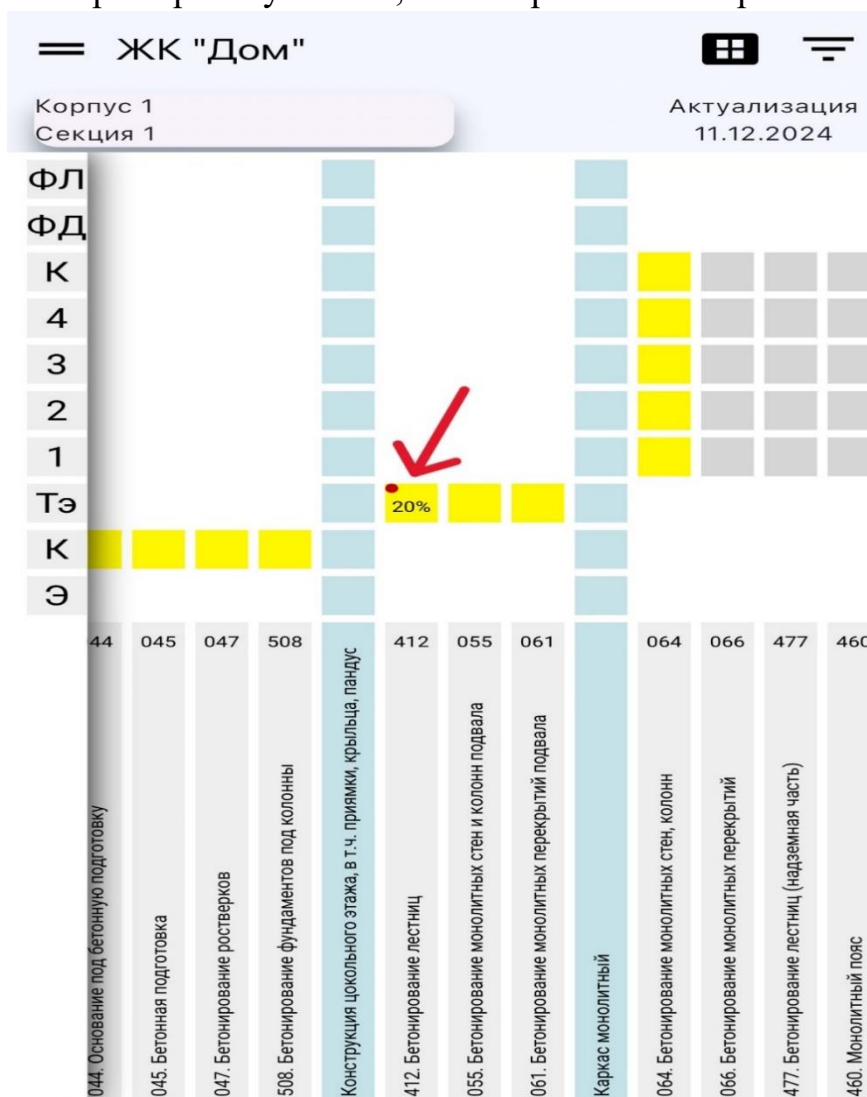 ЖК "Дом"
Корпус 1
Секция 1
Актуализация
11.12.2024
ФЛ
ФД
К
4
3
2
1
Тэ
20%
К
Э
44
045
047
508
412
055
061
064
066
477
460
044. Основание под бетонную подготовку
045. Бетонная подготовка
047. Бетонирование ростверков
508. Бетонирование фундаментов под колонны
Конструкция цокольного этажа, в т.ч. приямки, крыльца, пандус
412. Бетонирование лестниц
055. Бетонирование монолитных стен и колонн подвала
061. Бетонирование монолитных перекрытий подвала
Каркас монолитный
064. Бетонирование монолитных стен, колонн
066. Бетонирование монолитных перекрытий
477. Бетонирование лестниц (надземная часть)
460. Монолитный пояс